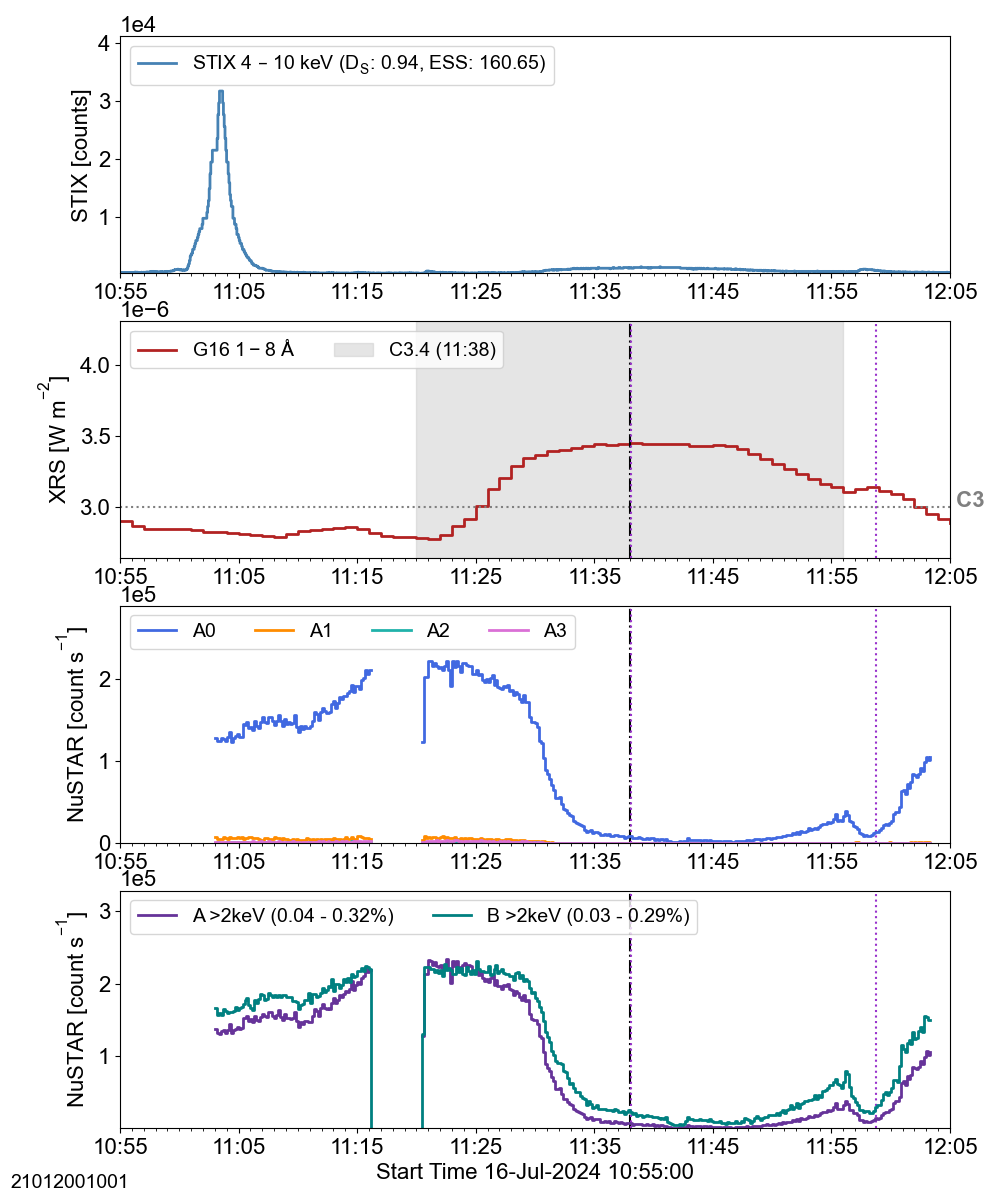 1e4
STIX 4 – 10 keV (D_S: 0.94, ESS: 160.65)
STIX [counts]
4
3
2
1
10:55 11:05 11:15 11:25 11:35 11:45 11:55 12:05
1e−6
G16 1 – 8 Å C3.4 (11:38)
XRS [W m⁻²]
4.0
3.5
3.0
C3
10:55 11:05 11:15 11:25 11:35 11:45 11:55 12:05
1e5
A0 A1 A2 A3
NuSTAR [count s⁻¹]
2
1
0
10:55 11:05 11:15 11:25 11:35 11:45 11:55 12:05
1e5
A >2keV (0.04 - 0.32%) B >2keV (0.03 - 0.29%)
NuSTAR [count s⁻¹]
3
2
1
10:55 11:05 11:15 11:25 11:35 11:45 11:55 12:05
Start Time 16-Jul-2024 10:55:00
21012001001